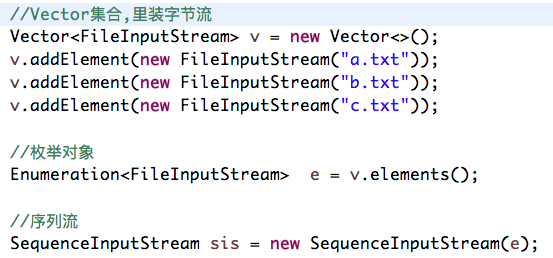 //Vector集合,里装字节流
Vector<FileInputStream> v = new Vector<>();
v.addElement(new FileInputStream("a.txt"));
v.addElement(new FileInputStream("b.txt"));
v.addElement(new FileInputStream("c.txt"));
//枚举对象
Enumeration<FileInputStream>  e = v.elements();
//序列流
SequenceInputStream sis = new SequenceInputStream(e);